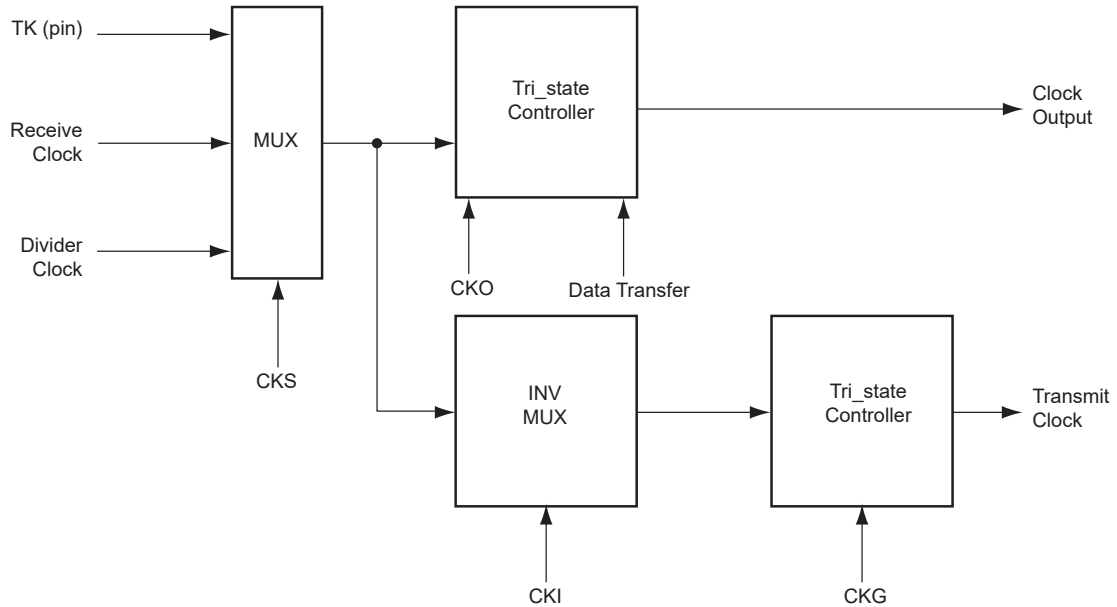 TK (pin)
Receive
Clock
Divider
Clock
MUX
CKS
Tri_state
Controller
CKO
Data Transfer
Clock
Output
INV
MUX
CKI
Tri_state
Controller
CKG
Transmit
Clock